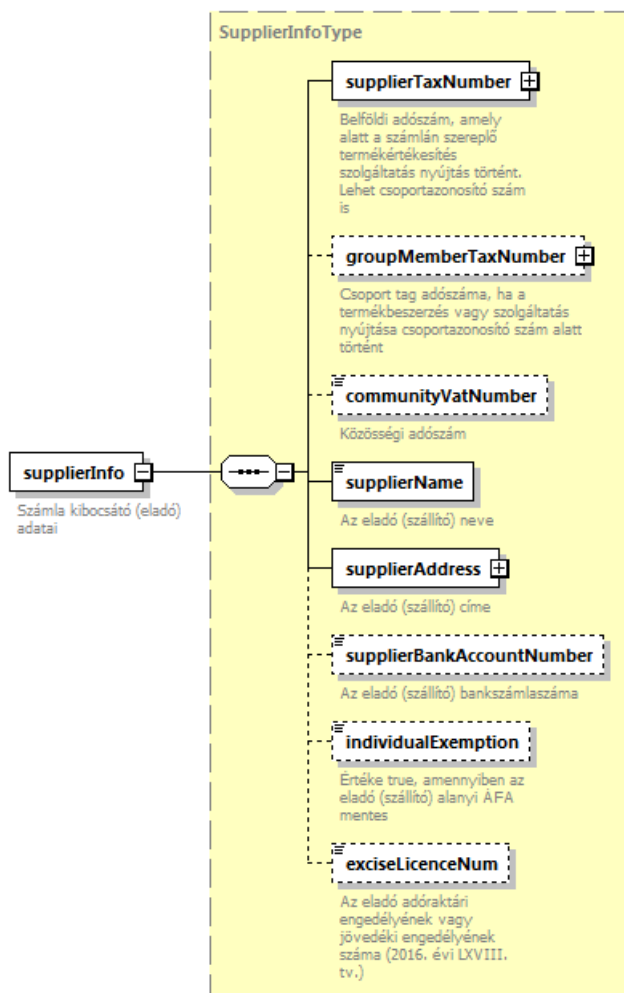 SupplierInfoType
supplierTaxNumber
Belföldi adószám, amely
alatt a számlán szereplő
termékértékesítés
szolgáltatás nyújtás történt.
Lehet csoportazonosító szám
is
groupMemberTaxNumber
Csoport tag adószáma, ha a
termékbeszerzés vagy szolgáltatás
nyújtása csoportazonosító szám alatt
történt
communityVatNumber
Közösségi adószám
supplierInfo
Számla kibocsátó (eladó)
adatai
supplierName
Az eladó (szállító) neve
supplierAddress
Az eladó (szállító) címe
supplierBankAccountNumber
Az eladó (szállító) bankszámlaszáma
individualExemption
Értéke true, amennyiben az
eladó (szállító) alanyi ÁFA
mentes
exciseLicenceNum
Az eladó adóraktári
engedélyének vagy
jövedéki engedélyének
száma (2016. évi LXVIII.
tv.)